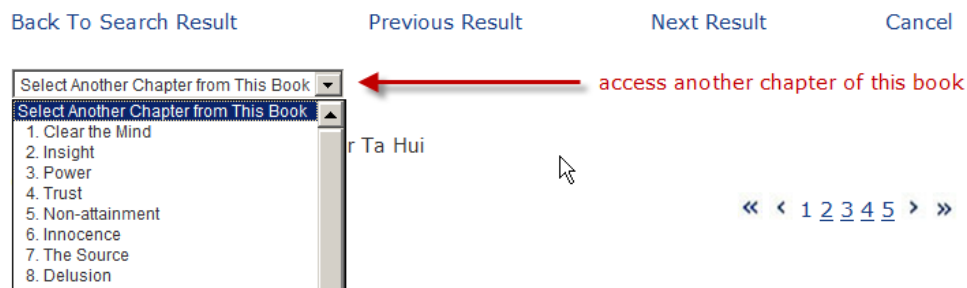 Back To Search Result Previous Result Next Result Cancel
Select Another Chapter from This Book access another chapter of this book
Select Another Chapter from This Book
1. Clear the Mind
2. Insight
r Ta Hui
3. Power
4. Trust
5. Non-attainment
« ‹ 1 2 3 4 5 › »
6. Innocence
7. The Source
8. Delusion